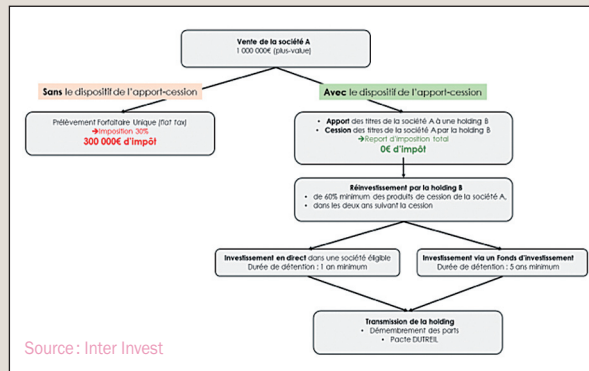 Vente de la société A
1 000 000€ (plus-value)
Sans le dispositif de l'apport-cession
Avec le dispositif de l'apport-cession
Prélèvement Forfaitaire Unique (flat tax)
→Imposition 30%
300 000€ d'impôt
• Apport des titres de la société A à une holding B
• Cession des titres de la société A par la holding B
→Report d'imposition total
0€ d'impôt
Réinvestissement par la holding B
• de 60% minimum des produits de cession de la société A,
• dans les deux ans suivant la cession
Investissement en direct dans une société éligible
Durée de détention : 1 an minimum
Investissement via un Fonds d'investissement
Durée de détention : 5 ans minimum
Transmission de la holding
• Démembrement des parts
• Pacte DUTREIL
Source : Inter Invest